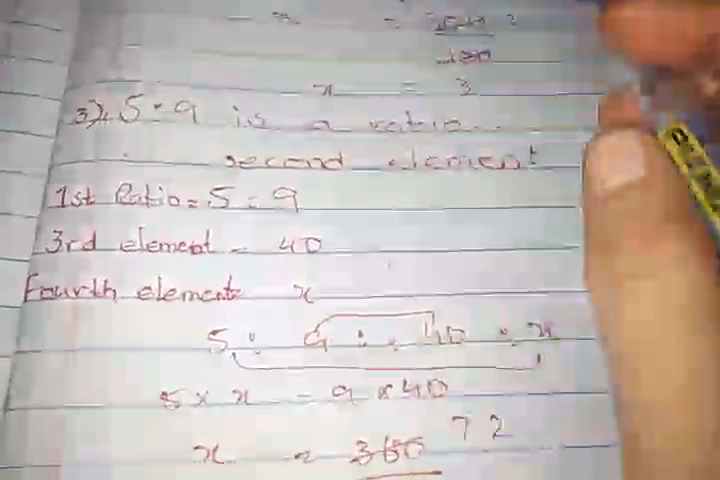 x = 3
3) 5:9 is a ratio
second element
1st Ratio = 5:9
3rd element = 40
Fourth element x
5 : 9 :: 40 : x
5 x x = 9 x 40
72
x = 360